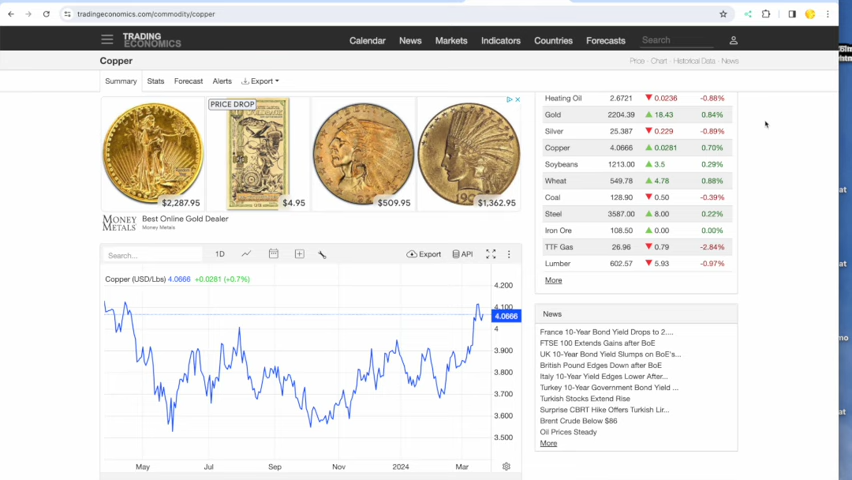 tradingeconomics.com/commodity/copper
TRADING
ECONOMICS
Calendar News Markets Indicators Countries Forecasts Search
Copper
Price · Chart · Historical Data · News
Summary Stats Forecast Alerts Export
PRICE DROP
$2,287.95 $4.95 $509.95 $1,362.95
MONEY
METALS
Best Online Gold Dealer
Money Metals
Search... 1D Export API
Copper (USD/Lbs) 4.0666 +0.0281 (+0.7%)
4.200
4.100
4.0666
4
3.900
3.800
3.700
3.600
3.500
May Jul Sep Nov 2024 Mar
Heating Oil 2.6721 0.0236 -0.88%
Gold 2204.39 18.43 0.84%
Silver 25.387 0.229 -0.89%
Copper 4.0666 0.0281 0.70%
Soybeans 1213.00 3.5 0.29%
Wheat 549.78 4.78 0.88%
Coal 128.90 0.50 -0.39%
Steel 3587.00 8.00 0.22%
Iron Ore 108.50 0.00 0.00%
TTF Gas 26.96 0.79 -2.84%
Lumber 602.57 5.93 -0.97%
More
News
France 10-Year Bond Yield Drops to 2....
FTSE 100 Extends Gains after BoE
UK 10-Year Bond Yield Slumps on BoE's...
British Pound Edges Down after BoE
Italy 10-Year Yield Edges Lower After...
Turkey 10-Year Government Bond Yield ...
Turkish Stocks Extend Rise
Surprise CBRT Hike Offers Turkish Lir...
Brent Crude Below $86
Oil Prices Steady
More